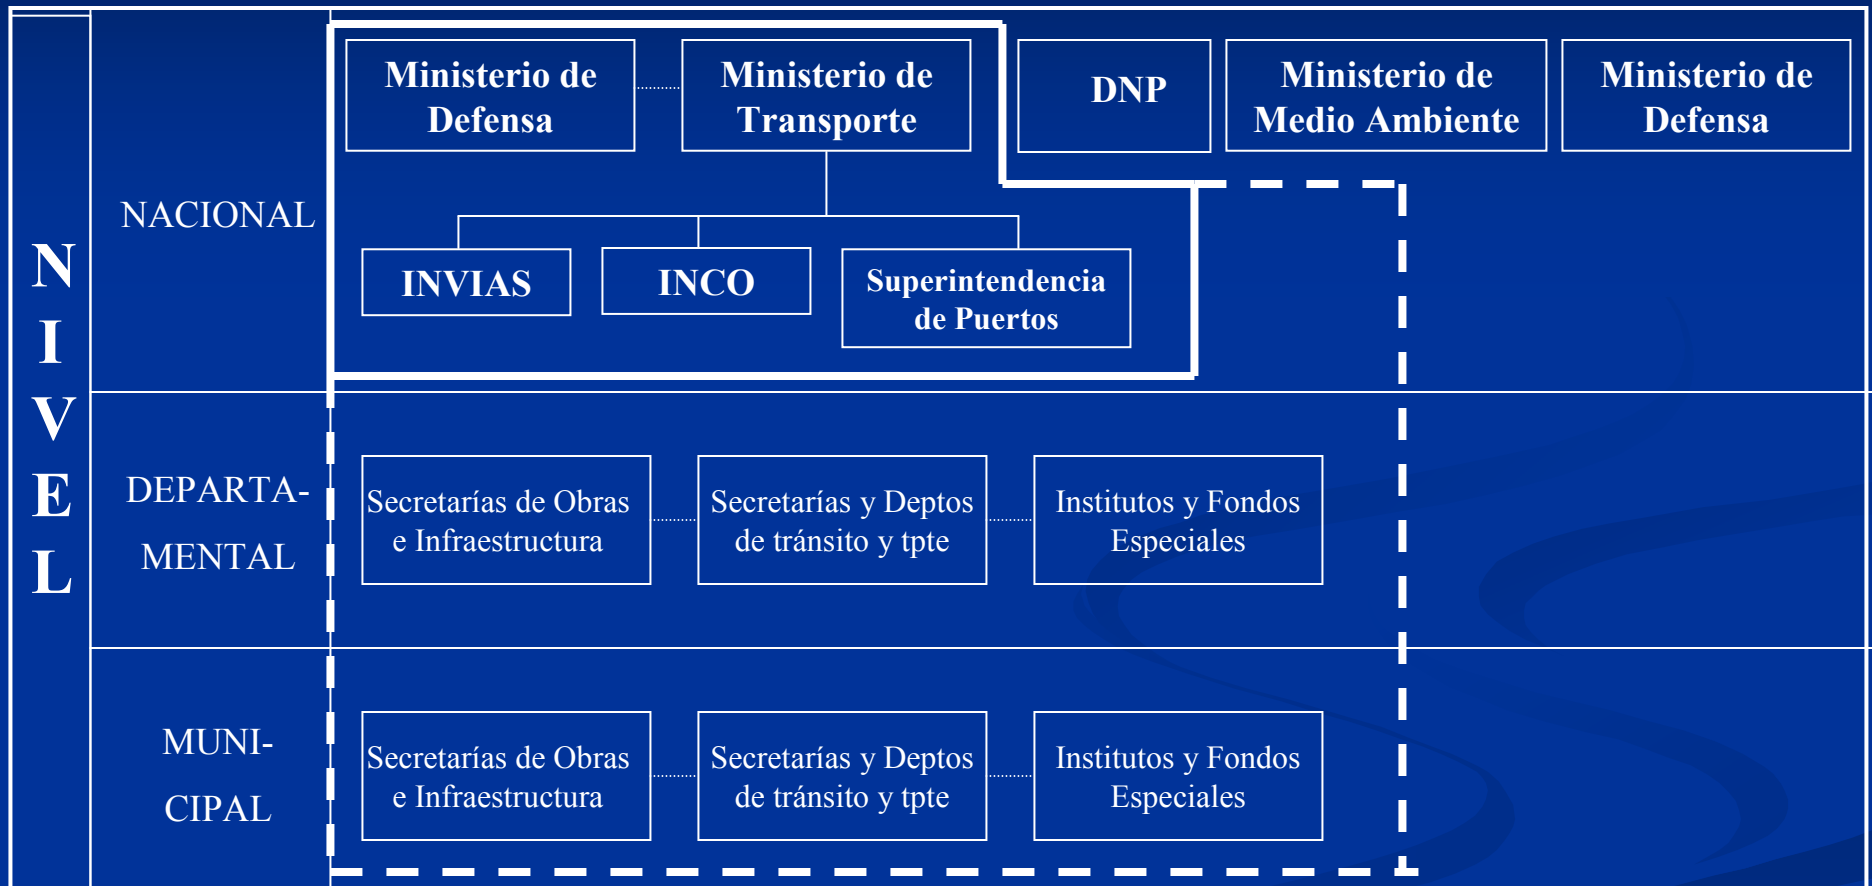 N
I
V
E
L
NACIONAL
Ministerio de
Defensa
Ministerio de
Transporte
DNP
Ministerio de
Medio Ambiente
Ministerio de
Defensa
INVIAS
INCO
Superintendencia
de Puertos
DEPARTA-
MENTAL
Secretarías de Obras
e Infraestructura
Secretarías y Deptos
de tránsito y tpte
Institutos y Fondos
Especiales
MUNI-
CIPAL
Secretarías de Obras
e Infraestructura
Secretarías y Deptos
de tránsito y tpte
Institutos y Fondos
Especiales